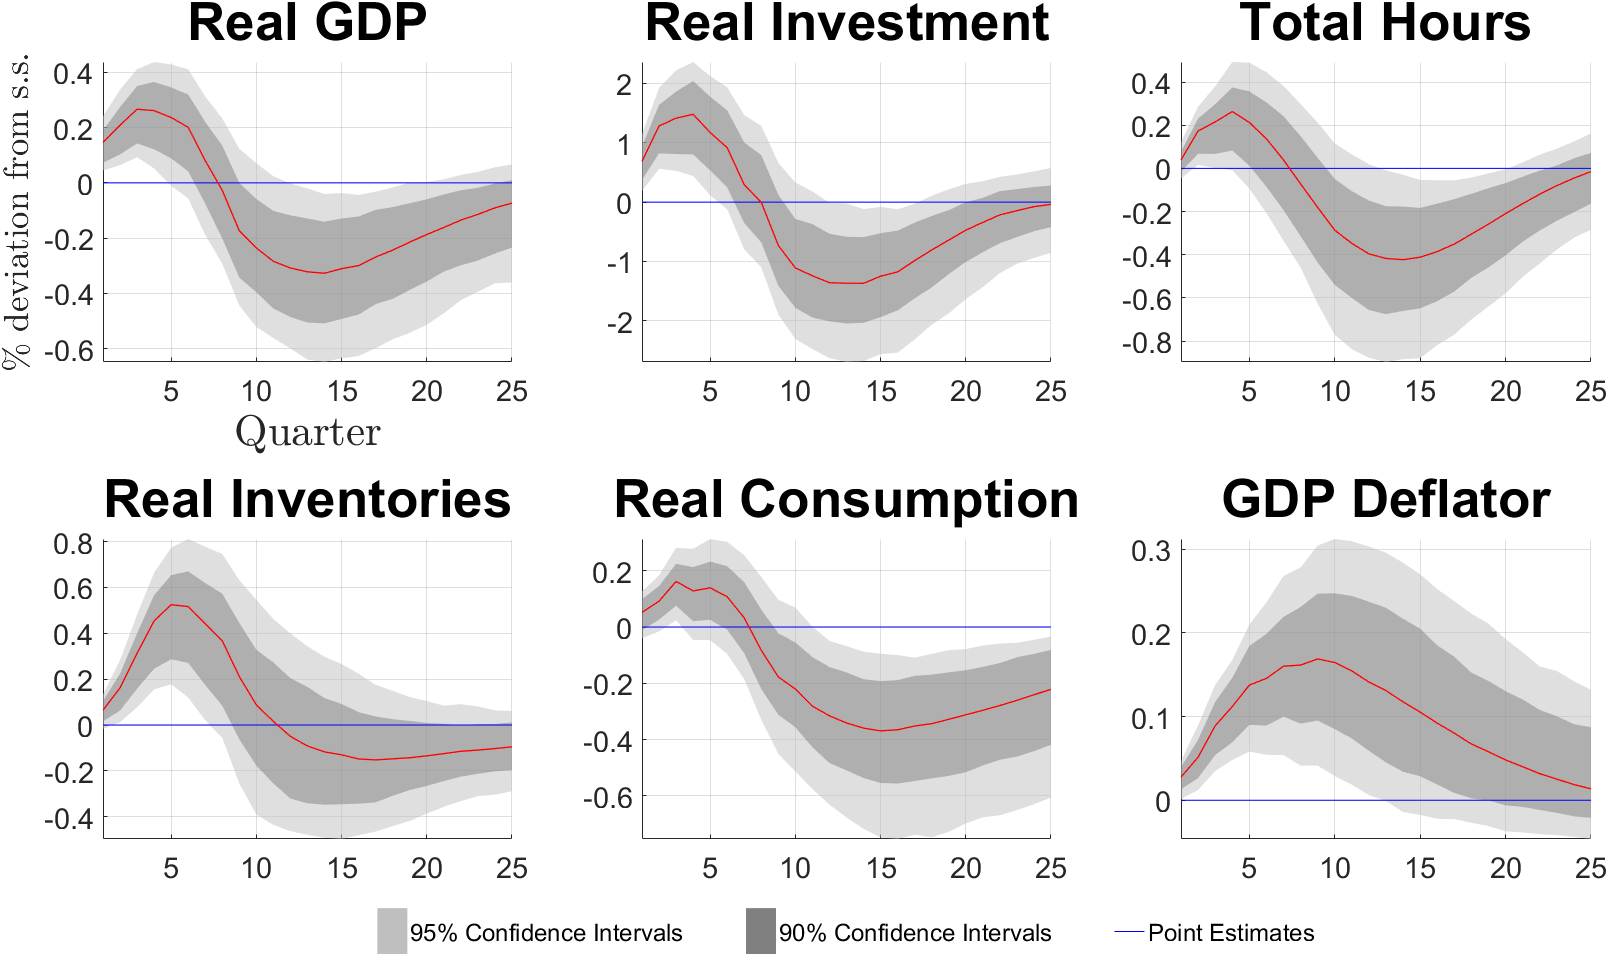 Real GDP
Real Investment
Total Hours
% deviation from s.s.
0.4
0.2
0
-0.2
-0.4
-0.6
5 10 15 20 25
Quarter
2
1
0
-1
-2
5 10 15 20 25
0.4
0.2
0
-0.2
-0.4
-0.6
-0.8
5 10 15 20 25
Real Inventories
Real Consumption
GDP Deflator
0.8
0.6
0.4
0.2
0
-0.2
-0.4
5 10 15 20 25
0.2
0
-0.2
-0.4
-0.6
5 10 15 20 25
0.3
0.2
0.1
0
5 10 15 20 25
95% Confidence Intervals
90% Confidence Intervals
Point Estimates